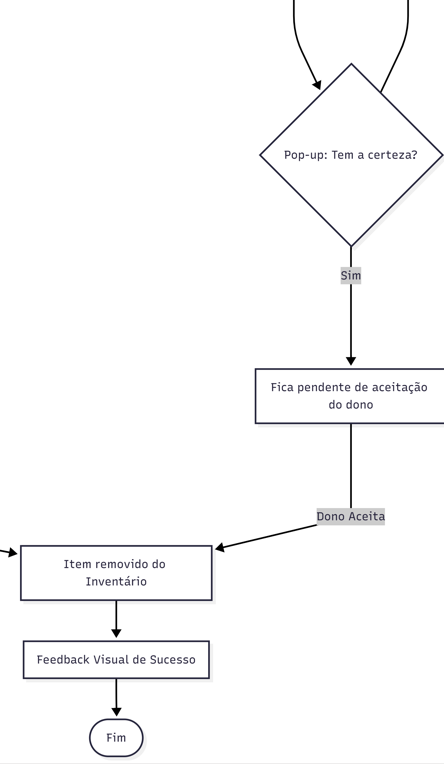 Pop-up: Tem a certeza?
Sim
Fica pendente de aceitação
do dono
Dono Aceita
Item removido do
Inventário
Feedback Visual de Sucesso
Fim